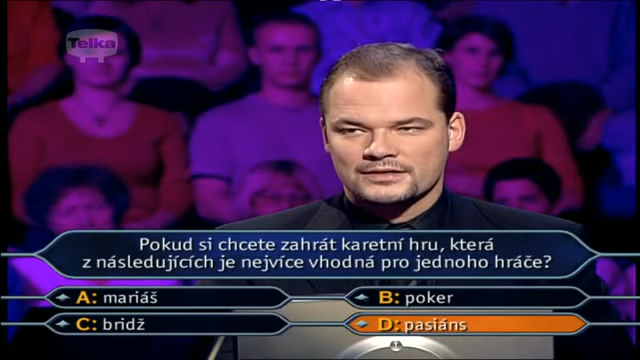 Telka
Pokud si chcete zahrát karetní hru, která
z následujících je nejvíce vhodná pro jednoho hráče?
A: mariáš
B: poker
C: bridž
D: pasiáns